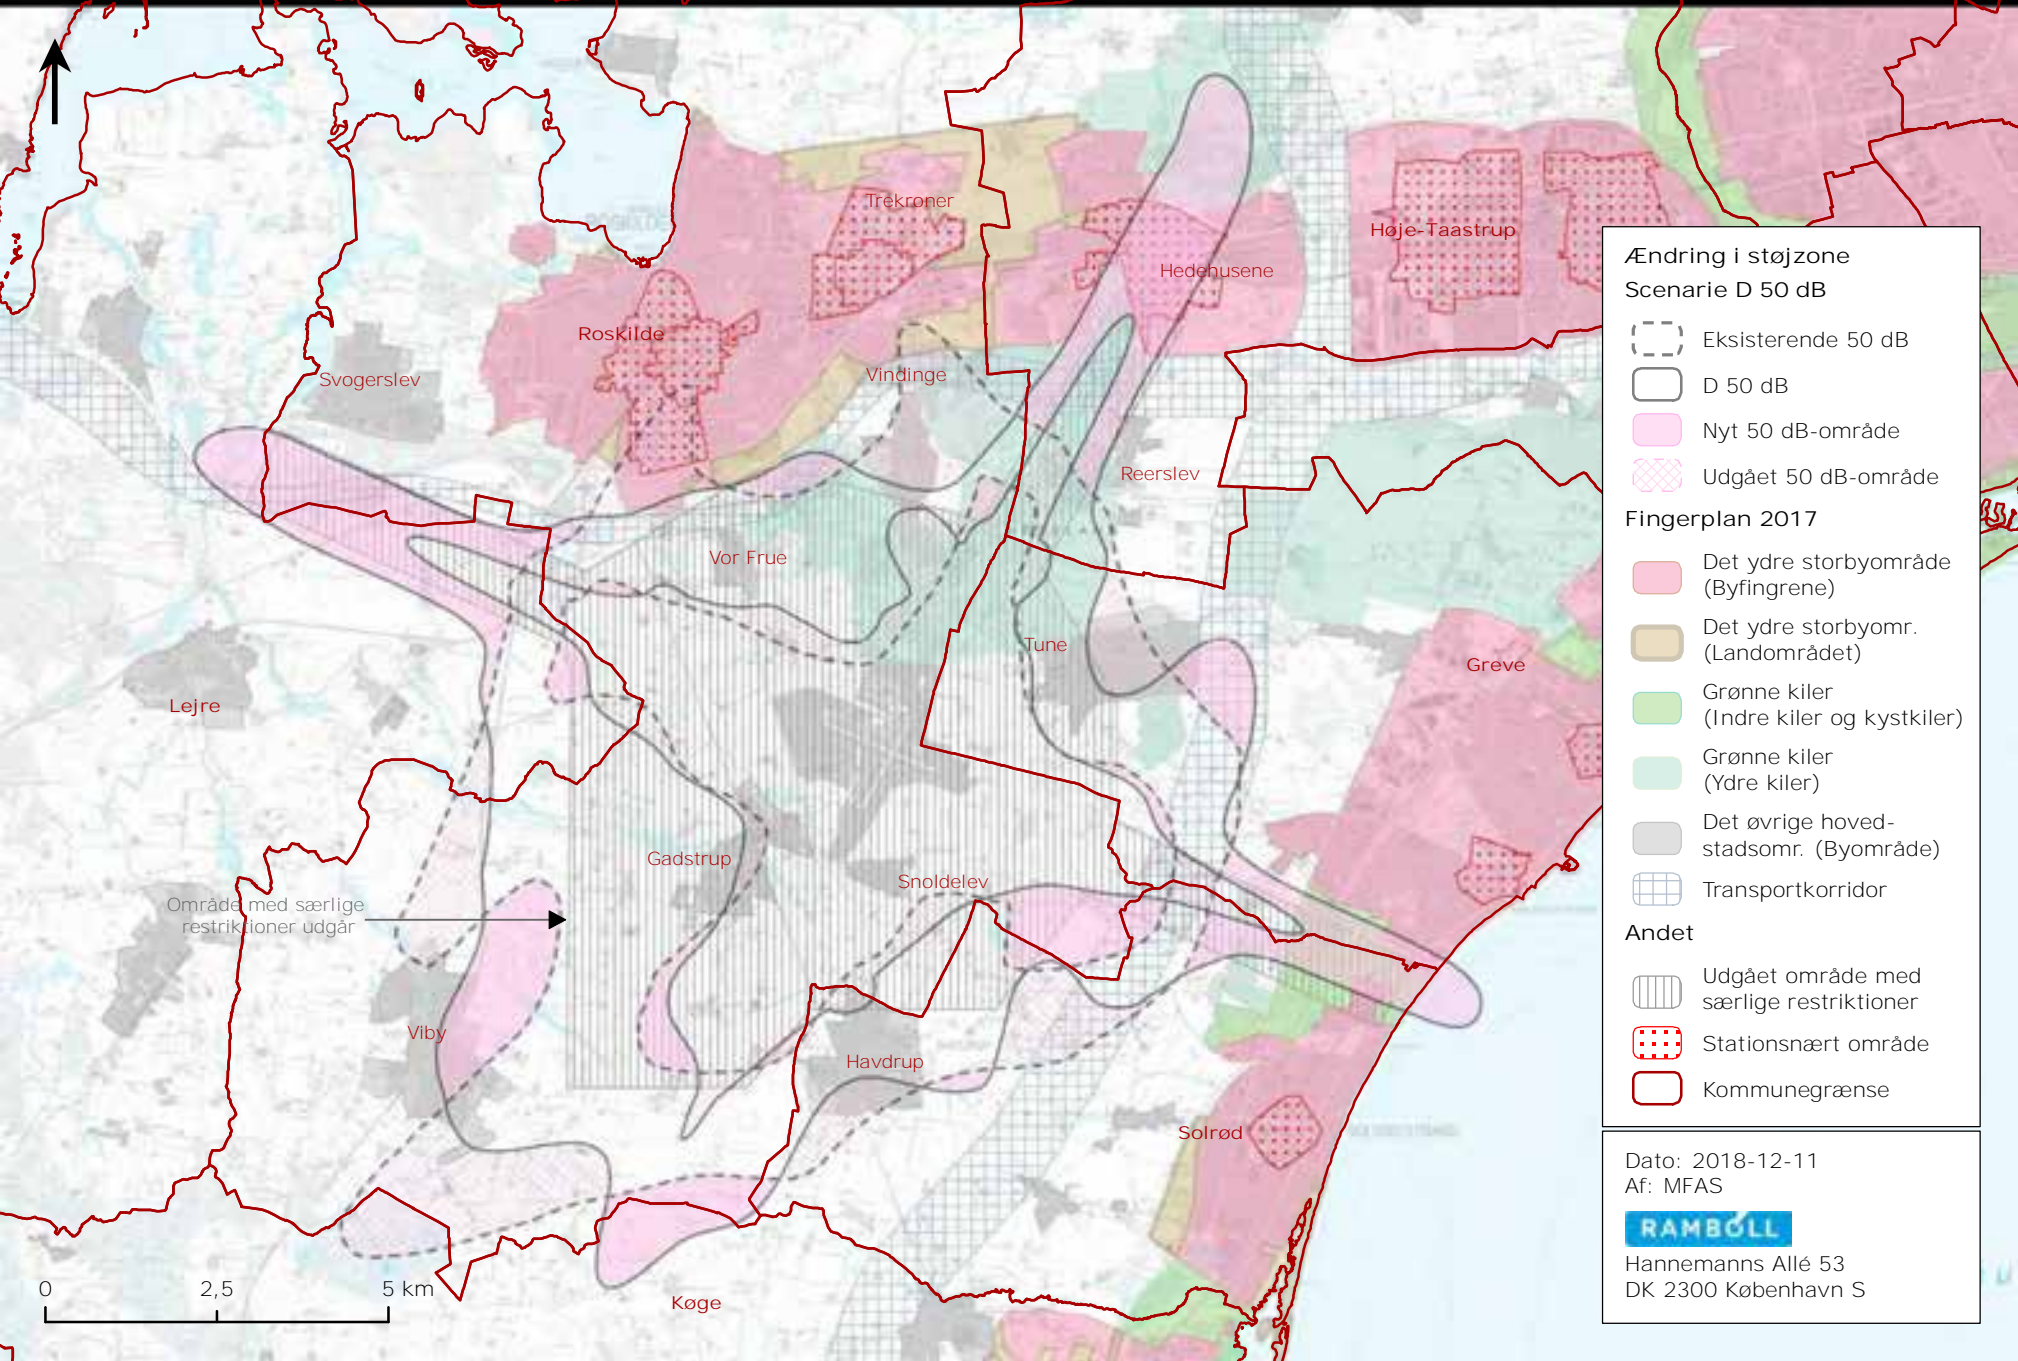 Trekroner
Høje-Taastrup
Hedehusene
Roskilde
Svogerslev
Vindinge
Reerslev
Vor Frue
Tune
Greve
Lejre
Gadstrup
Snoldelev
Område med særlige
restriktioner udgår
Viby
Havdrup
Solrød
Køge
0 2,5 5 km
Ændring i støjzone
Scenarie D 50 dB
Eksisterende 50 dB
D 50 dB
Nyt 50 dB-område
Udgået 50 dB-område
Fingerplan 2017
Det ydre storbyområde
(Byfingrene)
Det ydre storbyomr.
(Landområdet)
Grønne kiler
(Indre kiler og kystkiler)
Grønne kiler
(Ydre kiler)
Det øvrige hoved-
stadsomr. (Byområde)
Transportkorridor
Andet
Udgået område med
særlige restriktioner
Stationsnært område
Kommunegrænse
Dato: 2018-12-11
Af: MFAS
RAMBOLL
Hannemanns Allé 53
DK 2300 København S